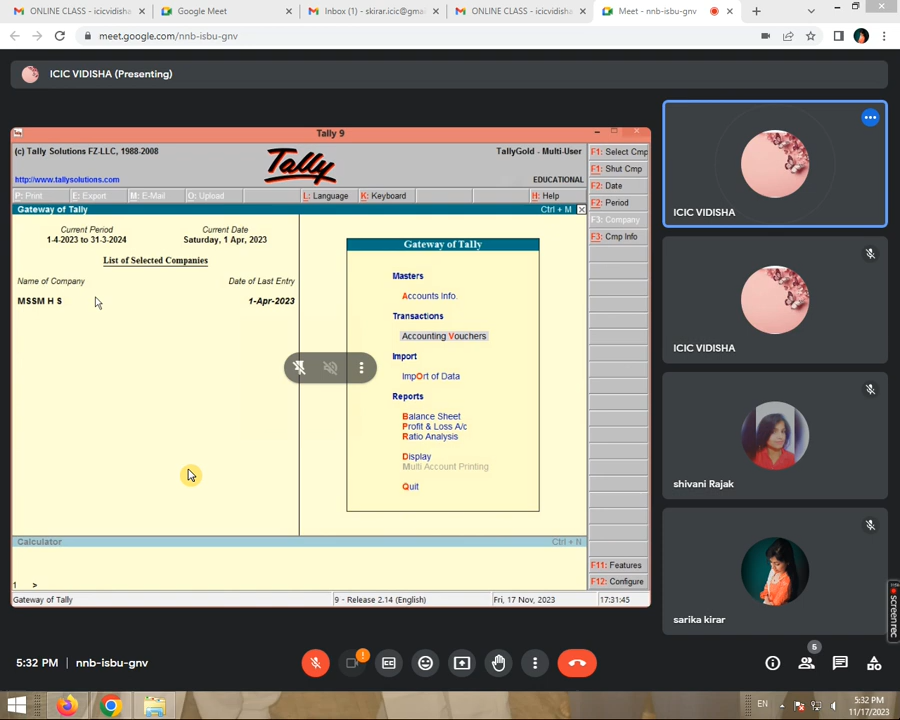 ONLINE CLASS - icicvidisha
Google Meet
Inbox (1) - skirar.icic@gma
ONLINE CLASS - icicvidisha
Meet - nnb-isbu-gnv
meet.google.com/nnb-isbu-gnv
ICIC VIDISHA (Presenting)
Tally 9
(c) Tally Solutions FZ-LLC, 1988-2008
Tally
TallyGold - Multi-User
http://www.tallysolutions.com
EDUCATIONAL
P: Print
E: Export
M: E-Mail
O: Upload
L: Language
K: Keyboard
H: Help
Gateway of Tally
Ctrl + M
Current Period
1-4-2023 to 31-3-2024
Current Date
Saturday, 1 Apr, 2023
List of Selected Companies
Name of Company
Date of Last Entry
MSSM H S
1-Apr-2023
Gateway of Tally
Masters
Accounts Info.
Transactions
Accounting Vouchers
Import
ImpOrt of Data
Reports
Balance Sheet
Profit & Loss A/c
Ratio Analysis
Display
Multi Account Printing
Quit
F1: Select Cmp
F1: Shut Cmp
F2: Date
F2: Period
F3: Company
F3: Cmp Info
F11: Features
F12: Configure
Calculator
Ctrl + N
1 >
Gateway of Tally
9 - Release 2.14 (English)
Fri, 17 Nov, 2023
17:31:45
ICIC VIDISHA
ICIC VIDISHA
shivani Rajak
sarika kirar
screenrec
5:32 PM | nnb-isbu-gnv
5
EN
5:32 PM
11/17/2023